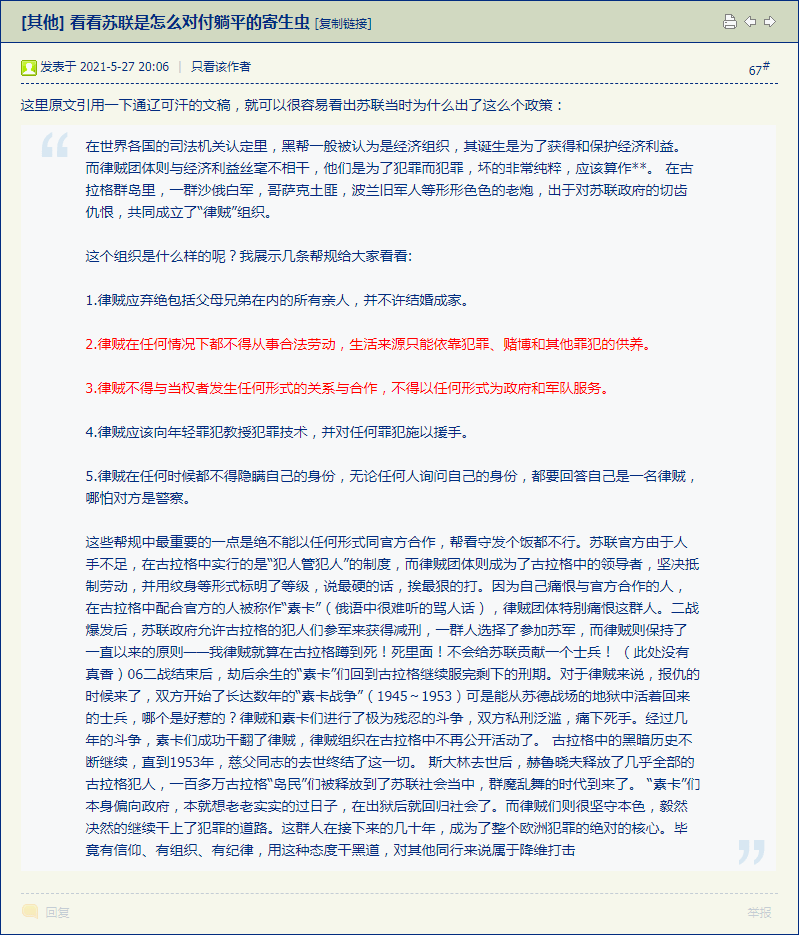 [其他] 看看苏联是怎么对付躺平的寄生虫 [复制链接]
发表于 2021-5-27 20:06 | 只看该作者
67#
这里原文引用一下通辽可汗的文稿，就可以很容易看出苏联当时为什么出了这么个政策：
在世界各国的司法机关认定里，黑帮一般被认为是经济组织，其诞生是为了获得和保护经济利益。
而律贼团体则与经济利益丝毫不相干，他们是为了犯罪而犯罪，坏的非常纯粹，应该算作**。 在古
拉格群岛里，一群沙俄白军，哥萨克土匪，波兰旧军人等形形色色的老炮，出于对苏联政府的切齿
仇恨，共同成立了“律贼”组织。
这个组织是什么样的呢？我展示几条帮规给大家看看:
1.律贼应弃绝包括父母兄弟在内的所有亲人，并不许结婚成家。
2.律贼在任何情况下都不得从事合法劳动，生活来源只能依靠犯罪、赌博和其他罪犯的供养。
3.律贼不得与当权者发生任何形式的关系与合作，不得以任何形式为政府和军队服务。
4.律贼应该向年轻罪犯教授犯罪技术，并对任何罪犯施以援手。
5.律贼在任何时候都不得隐瞒自己的身份，无论任何人询问自己的身份，都要回答自己是一名律贼，
哪怕对方是警察。
这些帮规中最重要的一点是绝不能以任何形式同官方合作，帮看守发个饭都不行。苏联官方由于人
手不足，在古拉格中实行的是“犯人管犯人”的制度，而律贼团体则成为了古拉格中的领导者，坚决抵
制劳动，并用纹身等形式标明了等级，说最硬的话，挨最狠的打。因为自己痛恨与官方合作的人，
在古拉格中配合官方的人被称作“素卡”（俄语中很难听的骂人话），律贼团体特别痛恨这群人。二战
爆发后，苏联政府允许古拉格的犯人们参军来获得减刑，一群人选择了参加苏军，而律贼则保持了
一直以来的原则——我律贼就算在古拉格蹲到死！死里面！不会给苏联贡献一个士兵！（此处没有
真香）06二战结束后，劫后余生的“素卡”们回到古拉格继续服完剩下的刑期。对于律贼来说，报仇的
时候来了，双方开始了长达数年的“素卡战争”（1945～1953）可是能从苏德战场的地狱中活着回来
的士兵，哪个是好惹的？律贼和素卡们进行了极为残忍的斗争，双方私刑泛滥，痛下死手。经过几
年的斗争，素卡们成功干翻了律贼，律贼组织在古拉格中不再公开活动了。 古拉格中的黑暗历史不
断继续，直到1953年，慈父同志的去世终结了这一切。 斯大林去世后，赫鲁晓夫释放了几乎全部的
古拉格犯人，一百多万古拉格“岛民”们被释放到了苏联社会当中，群魔乱舞的时代到来了。 “素卡”们
本身偏向政府，本就想老老实实的过日子，在出狱后就回归社会了。而律贼们则很坚守本色，毅然
决然的继续干上了犯罪的道路。这群人在接下来的几十年，成为了整个欧洲犯罪的绝对的核心。毕
竟有信仰、有组织、有纪律，用这种态度干黑道，对其他同行来说属于降维打击
回复
举报